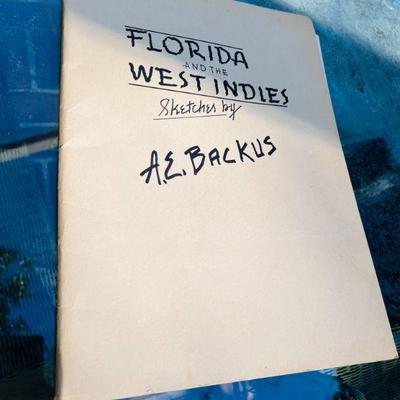 FLORIDA
AND THE
WEST INDIES
Sketches by
A.E. BACKUS